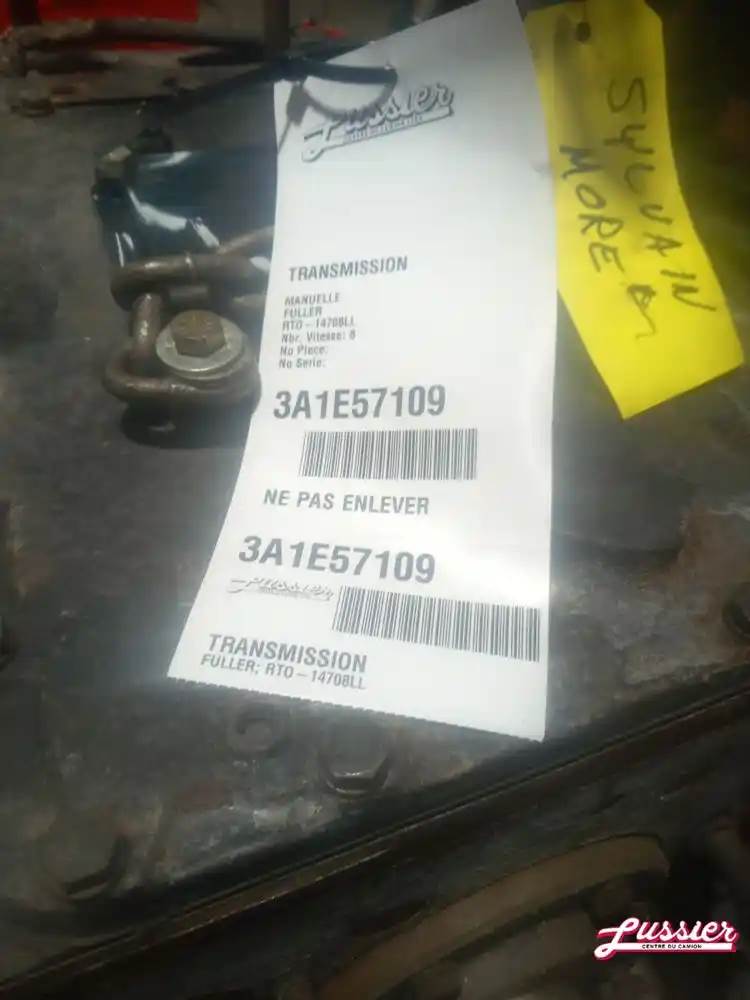 Lussier
TRANSMISSION
MANUELLE
FULLER
RTO-14708LL
Nbr. Vitesse: 8
No Piece:
No Serie:
3A1E57109
NE PAS ENLEVER
3A1E57109
Lussier
TRANSMISSION
FULLER; RTO-14708LL
SYLVAIN
MORE
Lussier
CENTRE DU CAMION